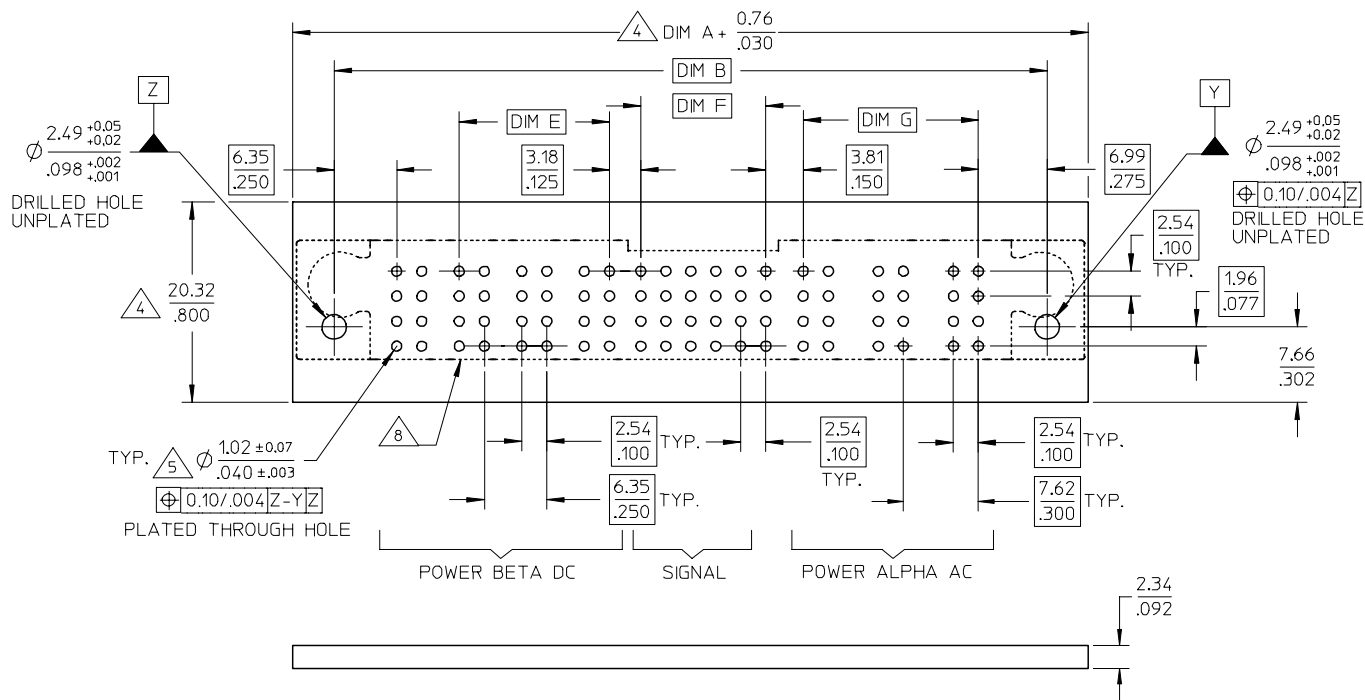 4 DIM A+ 0.76
.030
DIM B
Z
DIM F
Y
DIM E
DIM G
Ø 2.49 +0.05
+0.02
.098 +.002
+.001
DRILLED HOLE
UNPLATED
6.35
.250
3.18
.125
3.81
.150
6.99
.275
Ø 2.49 +0.05
+0.02
.098 +.002
+.001
⌖ 0.10/.004 Z
DRILLED HOLE
UNPLATED
2.54
.100
TYP.
1.96
.077
4 20.32
.800
7.66
.302
8
2.54
.100 TYP.
2.54
.100
TYP.
2.54
.100 TYP.
TYP. 5 Ø 1.02 ±0.07
.040 ±.003
⌖ 0.10/.004 Z-Y Z
PLATED THROUGH HOLE
6.35
.250 TYP.
7.62
.300 TYP.
POWER BETA DC
SIGNAL
POWER ALPHA AC
2.34
.092